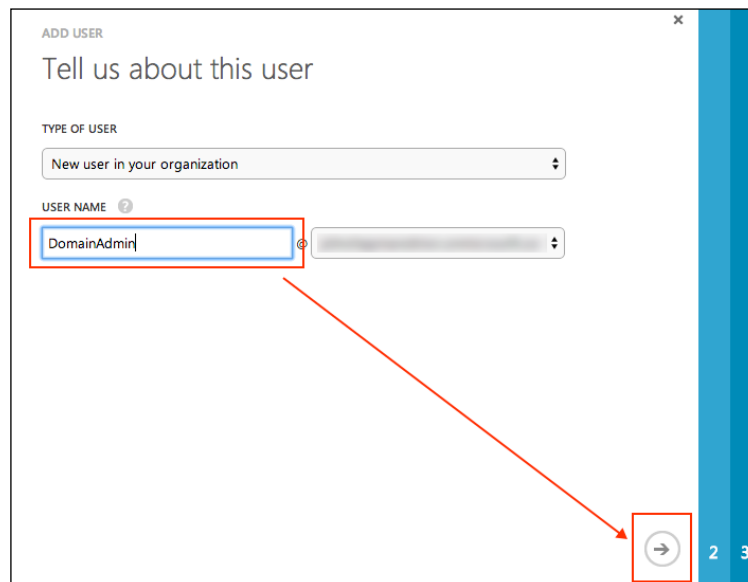 ADD USER
Tell us about this user
TYPE OF USER
New user in your organization
USER NAME ?
DomainAdmin @
2 3